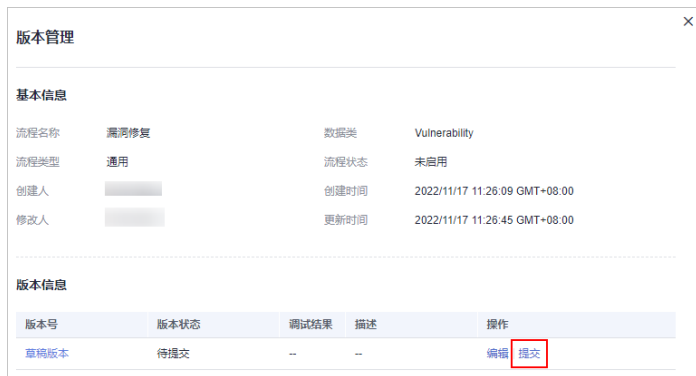 版本管理
基本信息
流程名称 漏洞修复 数据类 Vulnerability
流程类型 通用 流程状态 未启用
创建人 创建时间 2022/11/17 11:26:09 GMT+08:00
修改人 更新时间 2022/11/17 11:26:45 GMT+08:00
版本信息
版本号 版本状态 调试结果 描述 操作
草稿版本 待提交 -- -- 编辑 提交